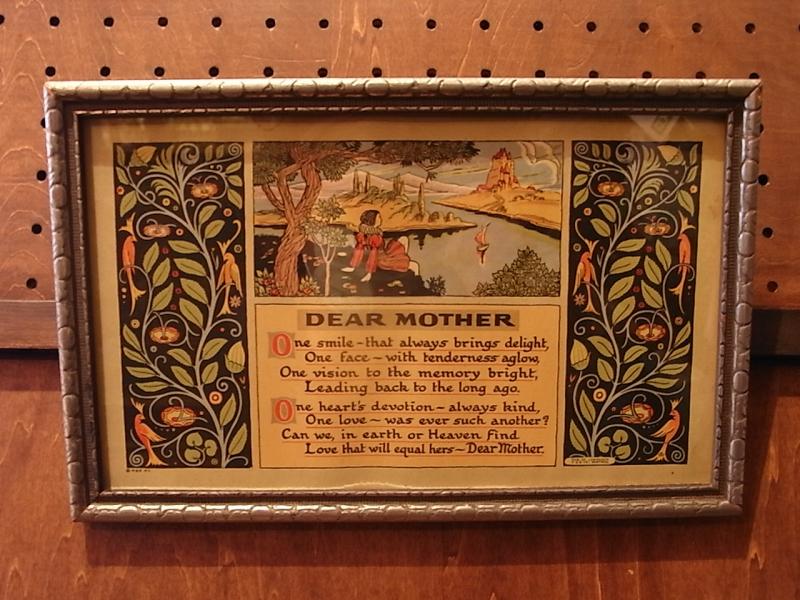 DEAR MOTHER
One smile - that always brings delight,
One face ~ with tenderness aglow,
One vision to the memory bright,
Leading back to the long ago.
One heart's devotion ~ always kind,
One love ~ was ever such another?
Can we, in earth or Heaven find
Love that will equal hers ~ Dear Mother.